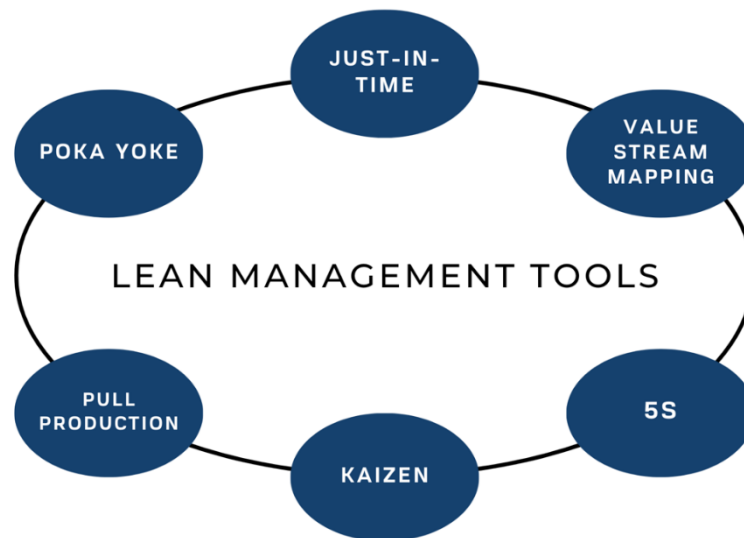 JUST-IN-
TIME
POKA YOKE
VALUE
STREAM
MAPPING
LEAN MANAGEMENT TOOLS
PULL
PRODUCTION
5S
KAIZEN